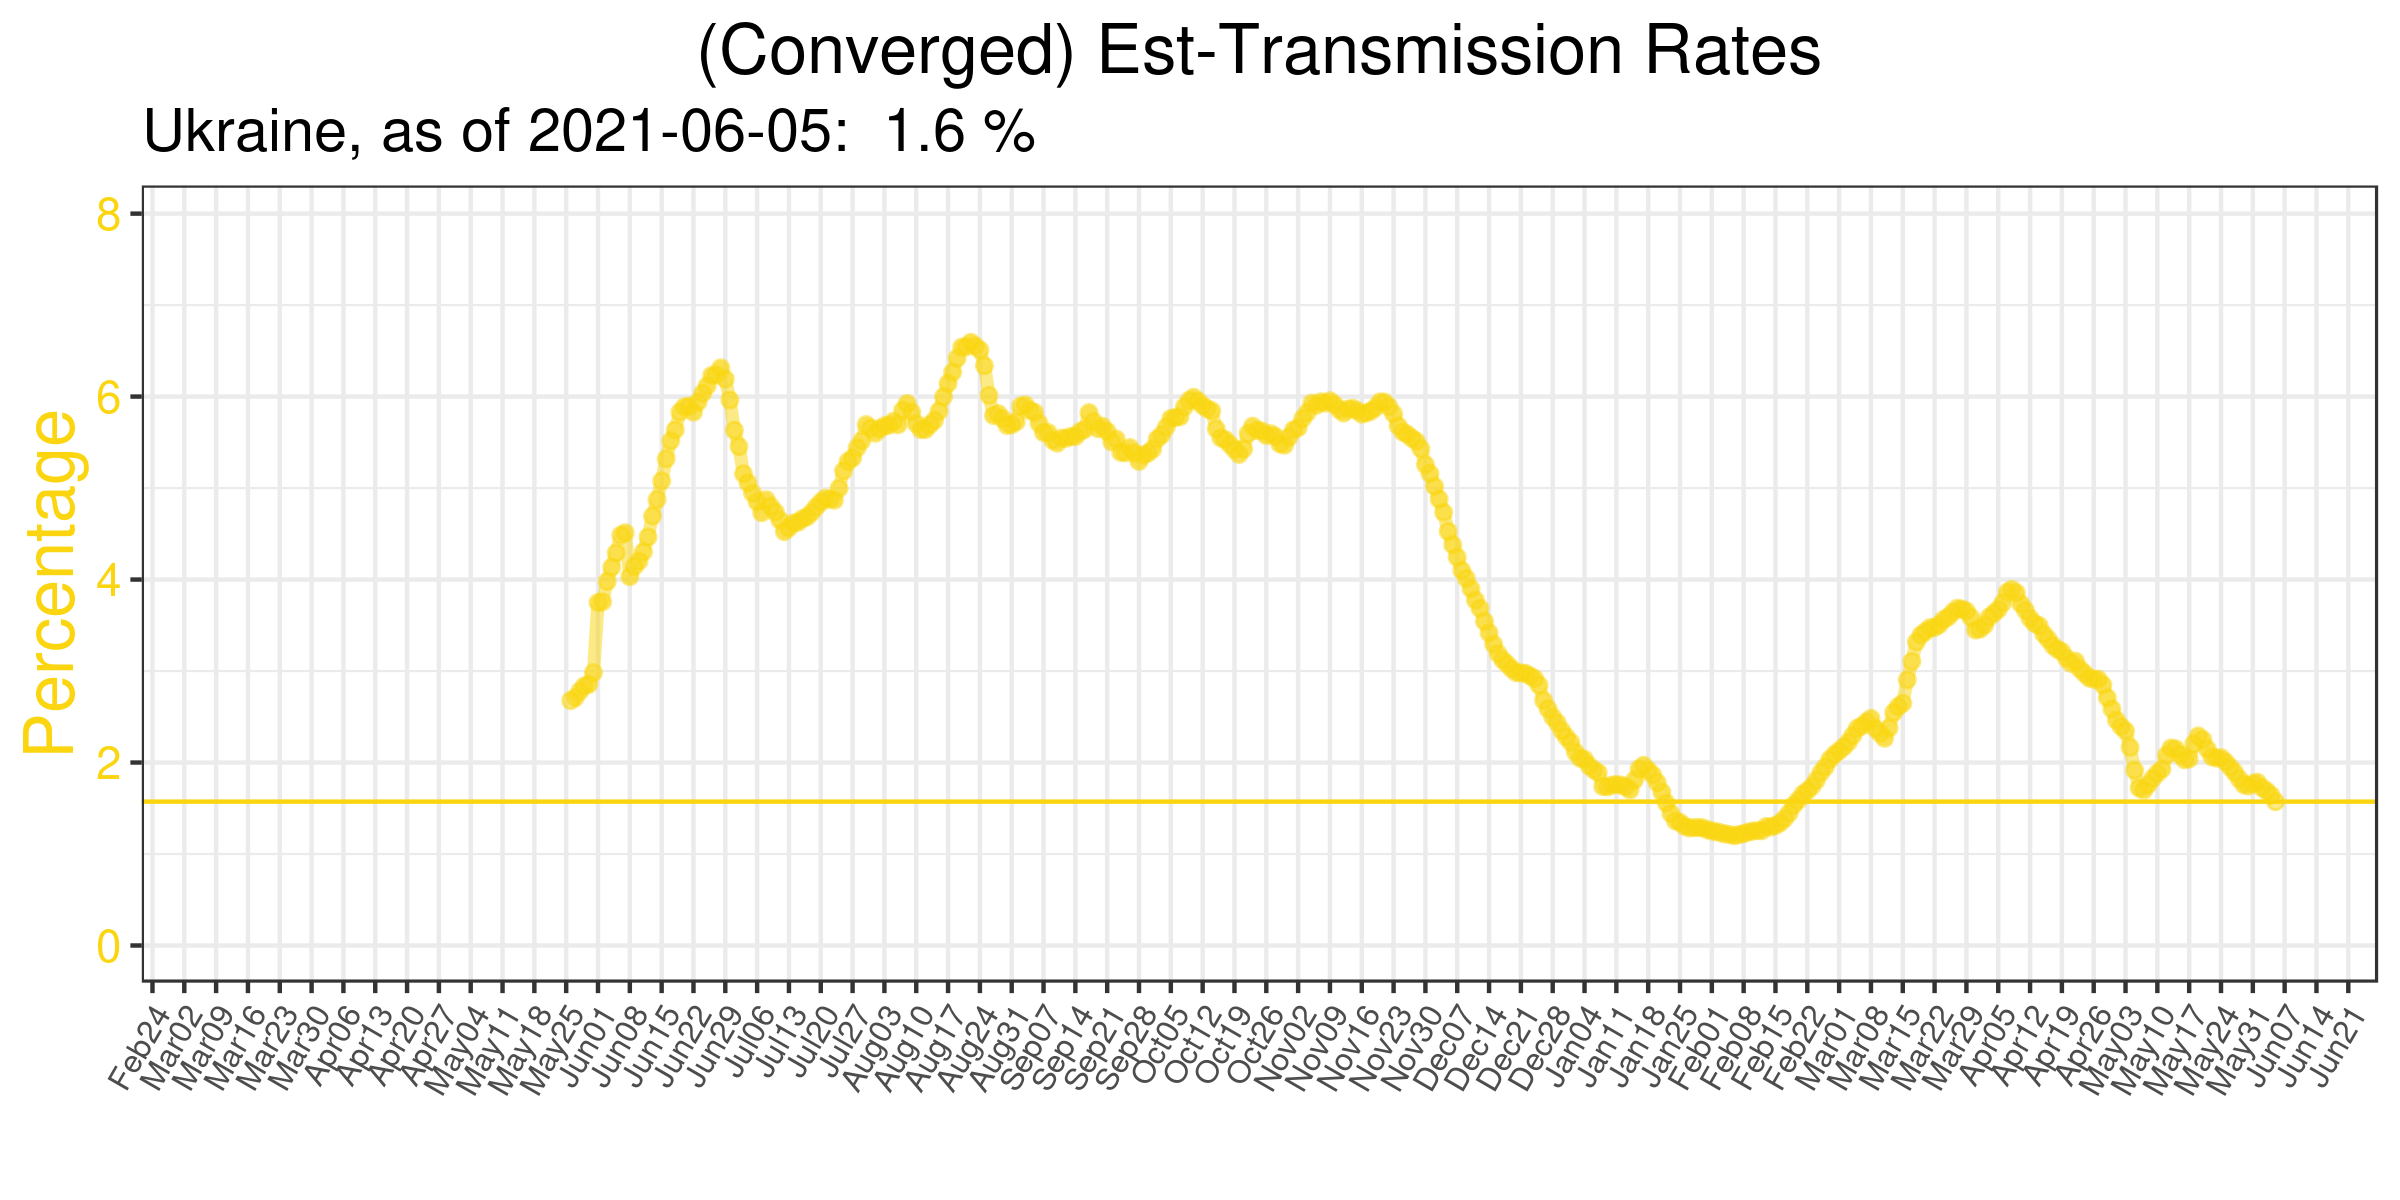 (Converged) Est-Transmission Rates
Ukraine, as of 2021-06-05:  1.6 %
Percentage
8
6
4
2
0
Feb24
Mar02
Mar09
Mar16
Mar23
Mar30
Apr06
Apr13
Apr20
Apr27
May04
May11
May18
May25
Jun01
Jun08
Jun15
Jun22
Jun29
Jul06
Jul13
Jul20
Jul27
Aug03
Aug10
Aug17
Aug24
Aug31
Sep07
Sep14
Sep21
Sep28
Oct05
Oct12
Oct19
Oct26
Nov02
Nov09
Nov16
Nov23
Nov30
Dec07
Dec14
Dec21
Dec28
Jan04
Jan11
Jan18
Jan25
Feb01
Feb08
Feb15
Feb22
Mar01
Mar08
Mar15
Mar22
Mar29
Apr05
Apr12
Apr19
Apr26
May03
May10
May17
May24
May31
Jun07
Jun14
Jun21